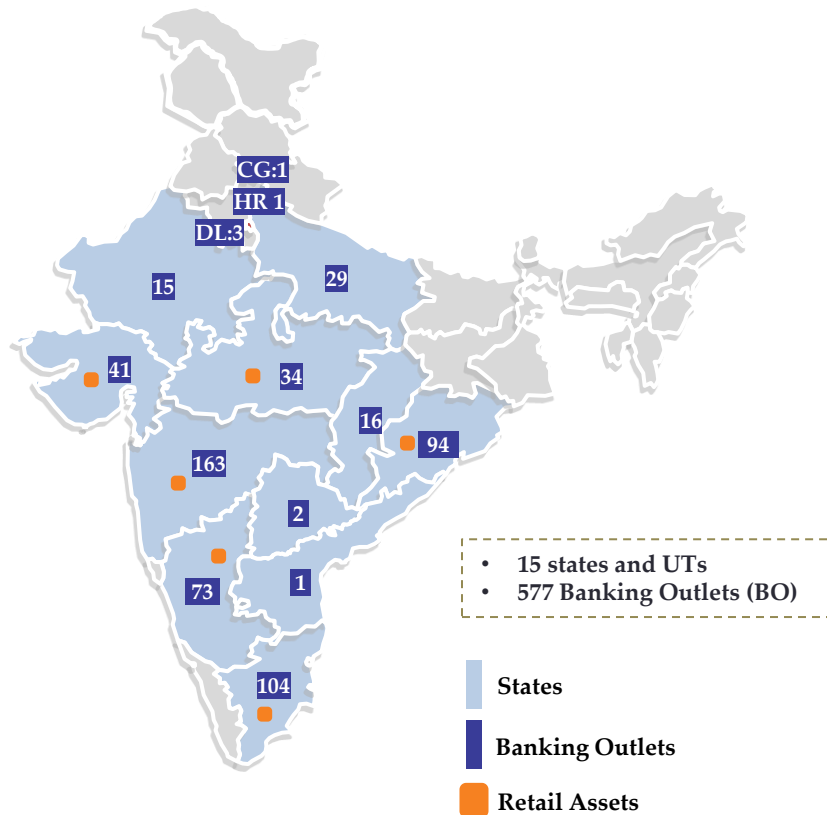 CG:1
HR 1
DL:3
15
29
41
34
16
94
163
2
73
1
104
• 15 states and UTs
• 577 Banking Outlets (BO)
States
Banking Outlets
Retail Assets